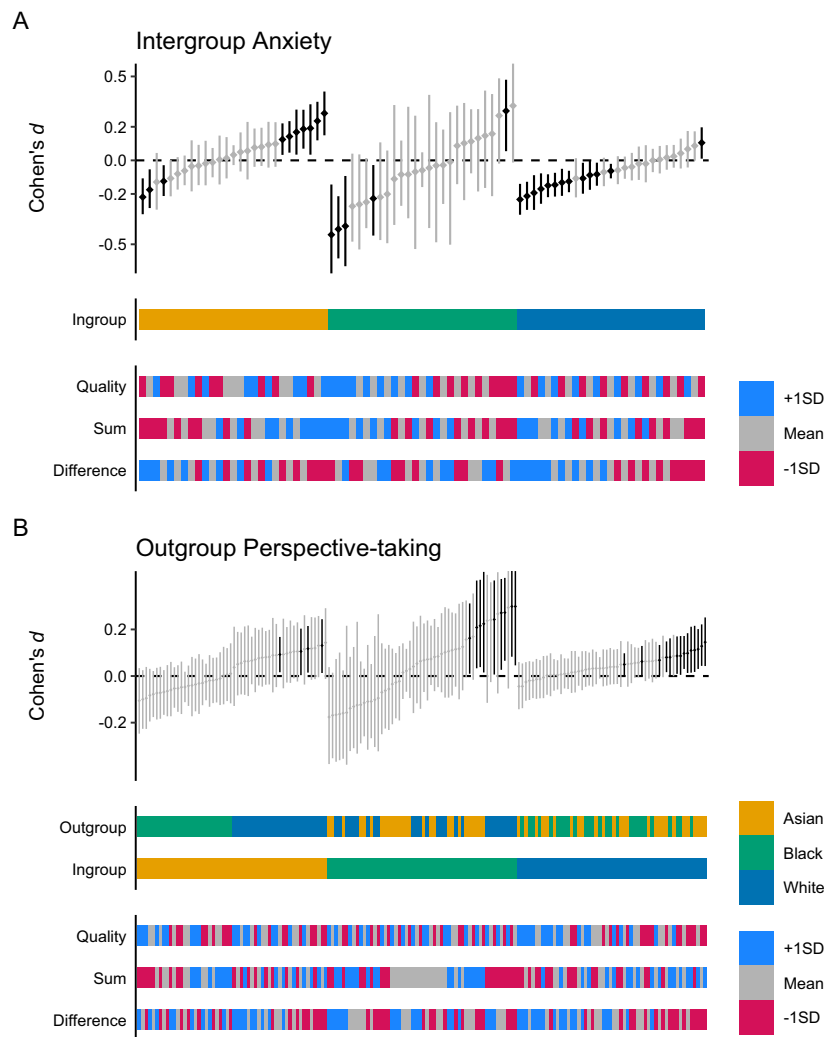 A
Intergroup Anxiety
Cohen's d
0.5
0.2
0.0
-0.2
-0.5
Ingroup
Quality
Sum
Difference
+1SD
Mean
-1SD
B
Outgroup Perspective-taking
Cohen's d
0.2
0.0
-0.2
Outgroup
Ingroup
Asian
Black
White
Quality
Sum
Difference
+1SD
Mean
-1SD